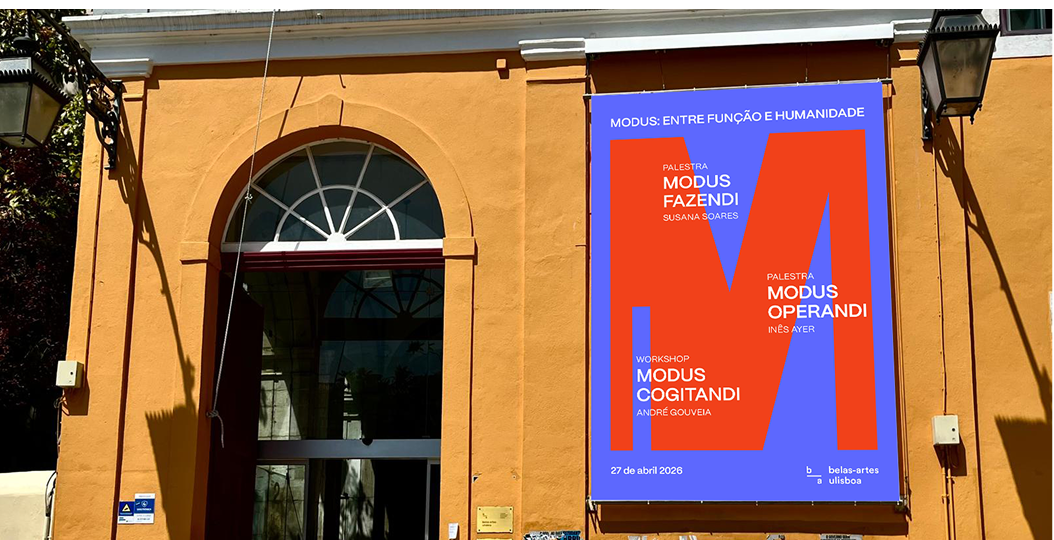 MODUS: ENTRE FUNÇÃO E HUMANIDADE
PALESTRA
MODUS
FAZENDI
SUSANA SOARES
PALESTRA
MODUS
OPERANDI
INÊS AYER
WORKSHOP
MODUS
COGITANDI
ANDRÉ GOUVEIA
27 de abril 2026
b
a
belas-artes
ulisboa